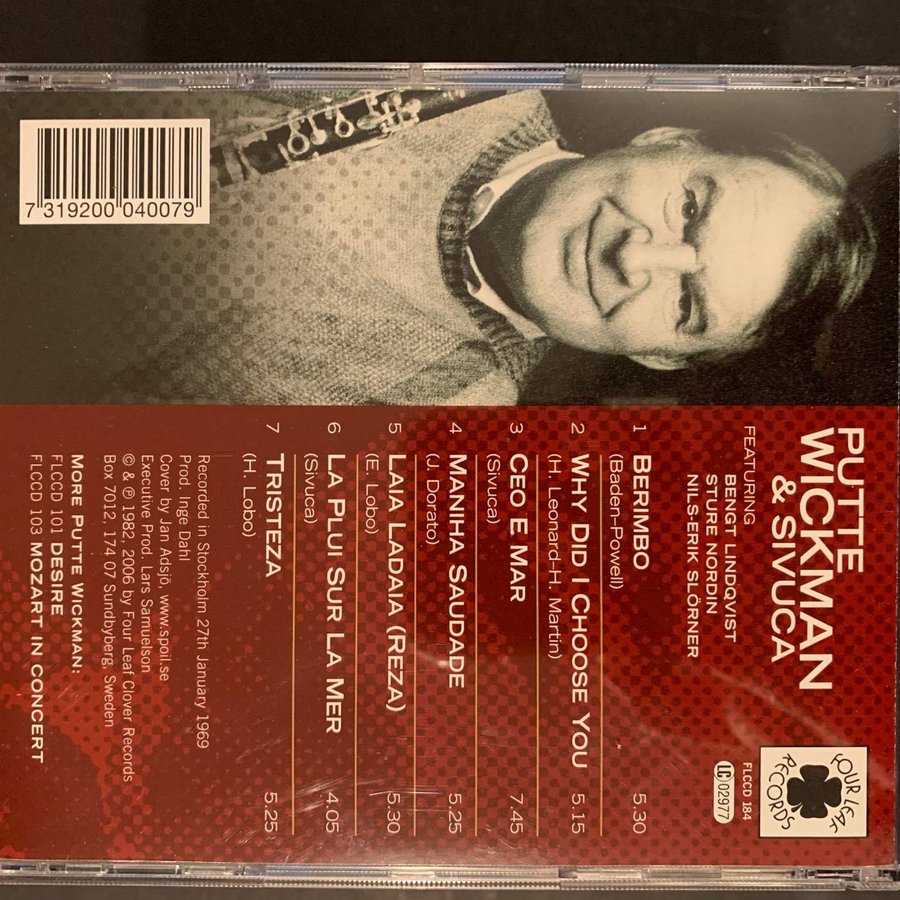 PUTTE
WICKMAN
& SIVUCA
FEATURING
BENGT LINDQVIST
STURE NORDIN
NILS-ERIK SLÖRNER
FOUR LEAF
RECORDS
FLCCD 184
LC 02977
1 BERIMBO 5.30
(Baden-Powell)
2 WHY DID I CHOOSE YOU 5.15
(H. Leonard-H. Martin)
3 CEO E MAR 7.45
(Sivuca)
4 MANIHA SAUDADE 5.25
(J. Dorato)
5 LAIA LADAIA (REZA) 5.30
(E. Lobo)
6 LA PLUI SUR LA MER 4.05
(Sivuca)
7 TRISTEZA 5.25
(H. Lobo)
Recorded in Stockholm 27th January 1969
Prod. Inge Dahl
Cover by Jan Adsjö, www.spoil.se
Executive Prod. Lars Samuelson
© & ℗ 1982, 2006 by Four Leaf Clover Records
Box 7012, 174 07 Sundbyberg, Sweden
MORE PUTTE WICKMAN:
FLCCD 101 DESIRE
FLCCD 103 MOZART IN CONCERT
7 319200 040079